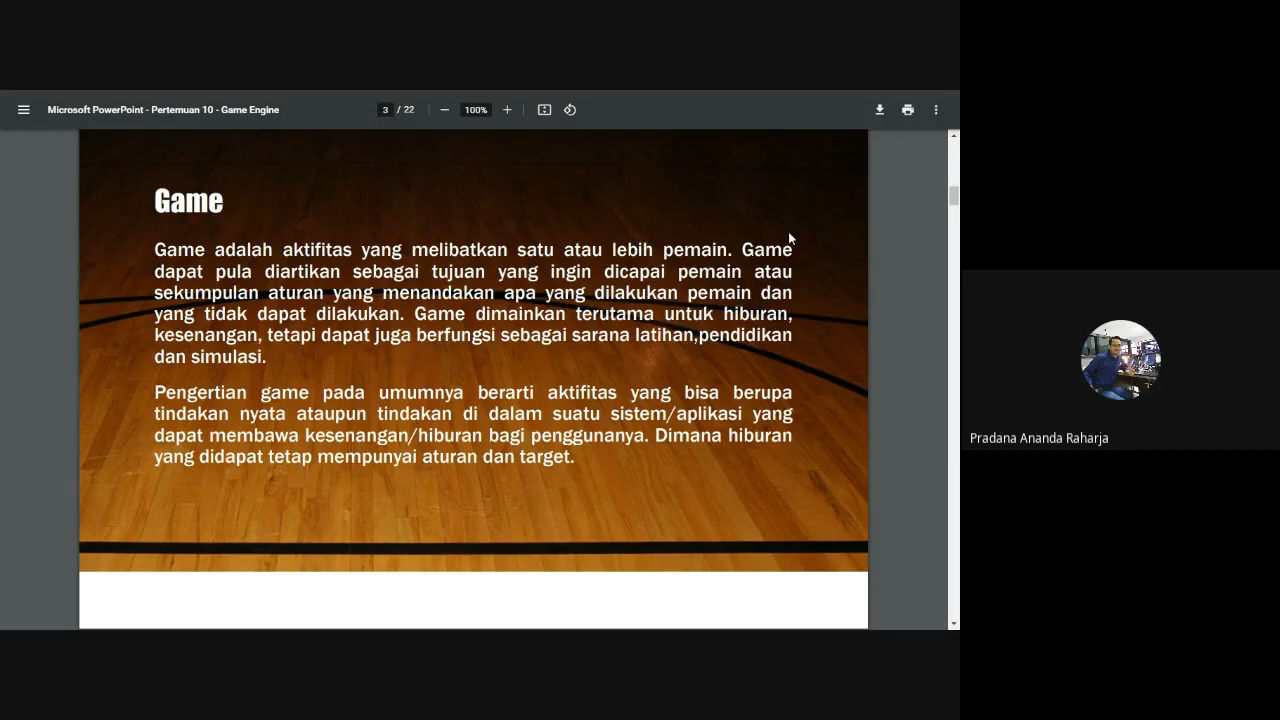 Microsoft PowerPoint - Pertemuan 10 - Game Engine
3 / 22
100%
Game
Game adalah aktifitas yang melibatkan satu atau lebih pemain. Game
dapat pula diartikan sebagai tujuan yang ingin dicapai pemain atau
sekumpulan aturan yang menandakan apa yang dilakukan pemain dan
yang tidak dapat dilakukan. Game dimainkan terutama untuk hiburan,
kesenangan, tetapi dapat juga berfungsi sebagai sarana latihan,pendidikan
dan simulasi.
Pengertian game pada umumnya berarti aktifitas yang bisa berupa
tindakan nyata ataupun tindakan di dalam suatu sistem/aplikasi yang
dapat membawa kesenangan/hiburan bagi penggunanya. Dimana hiburan
yang didapat tetap mempunyai aturan dan target.
Pradana Ananda Raharja